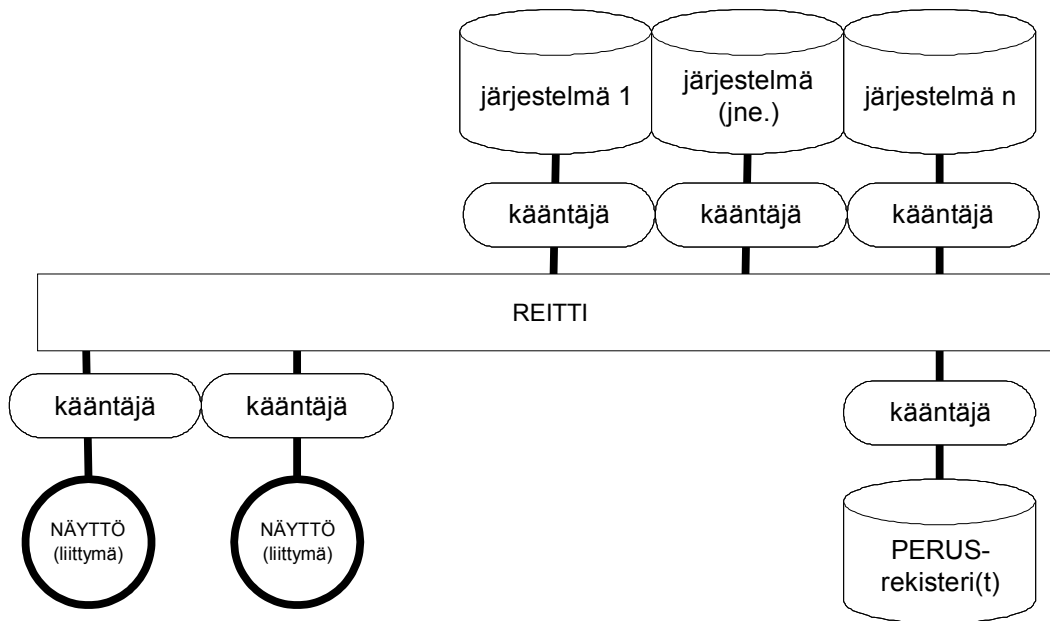 järjestelmä 1
järjestelmä
(jne.)
järjestelmä n
kääntäjä
kääntäjä
kääntäjä
REITTI
kääntäjä
kääntäjä
kääntäjä
NÄYTTÖ
(liittymä)
NÄYTTÖ
(liittymä)
PERUS-
rekisteri(t)